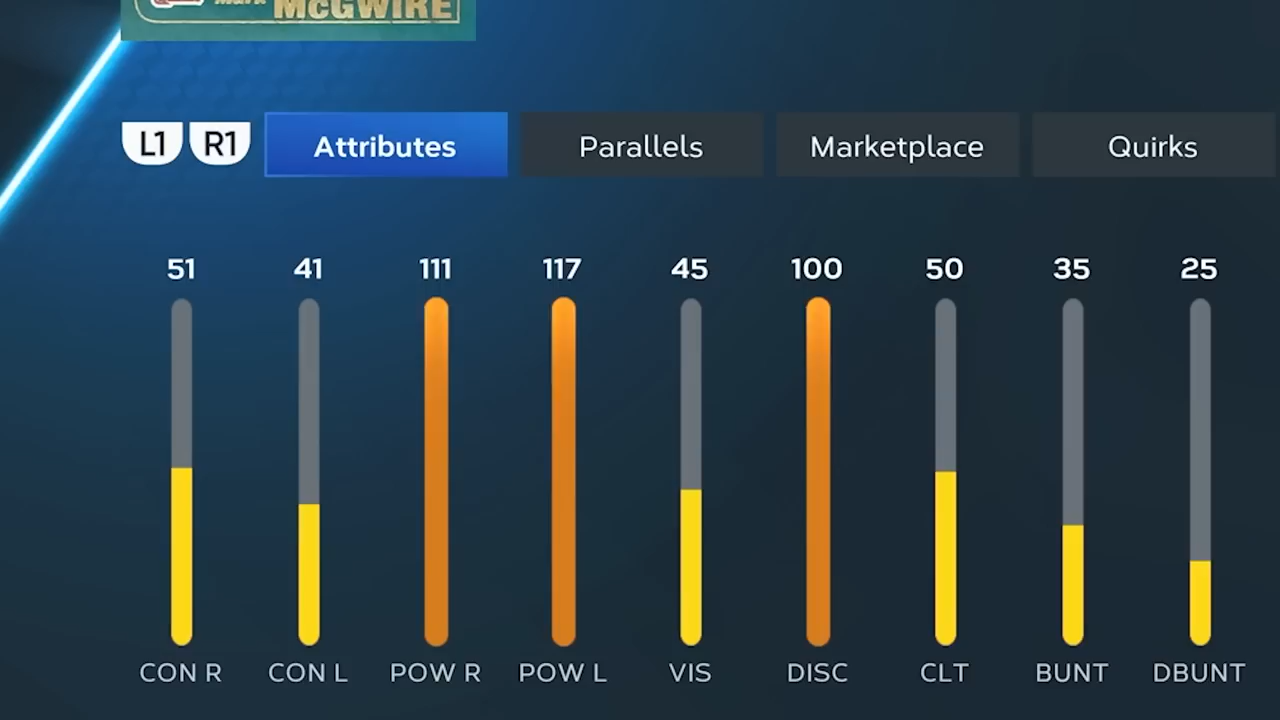 Mark McGWIRE
L1 R1 Attributes Parallels Marketplace Quirks
51 41 111 117 45 100 50 35 25
CON R CON L POW R POW L VIS DISC CLT BUNT DBUNT